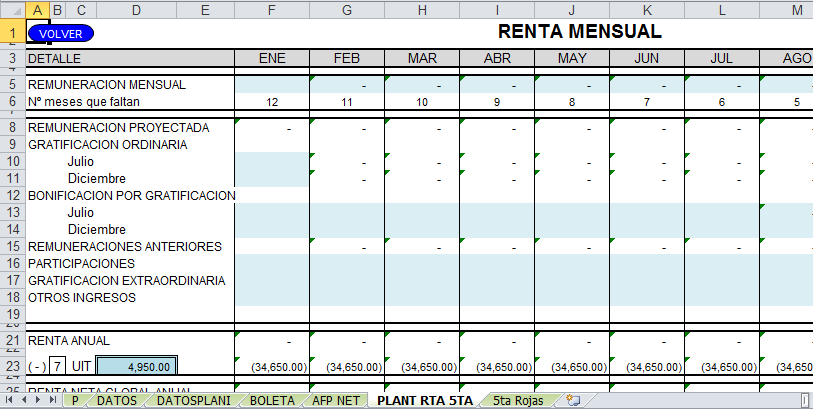 A B C D E F G H I J K L M
1 VOLVER RENTA MENSUAL
3 DETALLE ENE FEB MAR ABR MAY JUN JUL AGO
5 REMUNERACION MENSUAL - - - - - - -
6 Nº meses que faltan 12 11 10 9 8 7 6 5
8 REMUNERACION PROYECTADA - - - - - - -
9 GRATIFICACION ORDINARIA
10 Julio - - - - - -
11 Diciembre - - - - - -
12 BONIFICACION POR GRATIFICACION
13 Julio
14 Diciembre
15 REMUNERACIONES ANTERIORES - - - - - -
16 PARTICIPACIONES
17 GRATIFICACION EXTRAORDINARIA
18 OTROS INGRESOS
19
21 RENTA ANUAL - - - - - - -
23 ( - ) 7 UIT 4,950.00 (34,650.00) (34,650.00) (34,650.00) (34,650.00) (34,650.00) (34,650.00) (34,650.00) (34,650
RENTA NETA GLOBAL ANUAL
P DATOS DATOSPLANI BOLETA AFP NET PLANT RTA 5TA 5ta Rojas